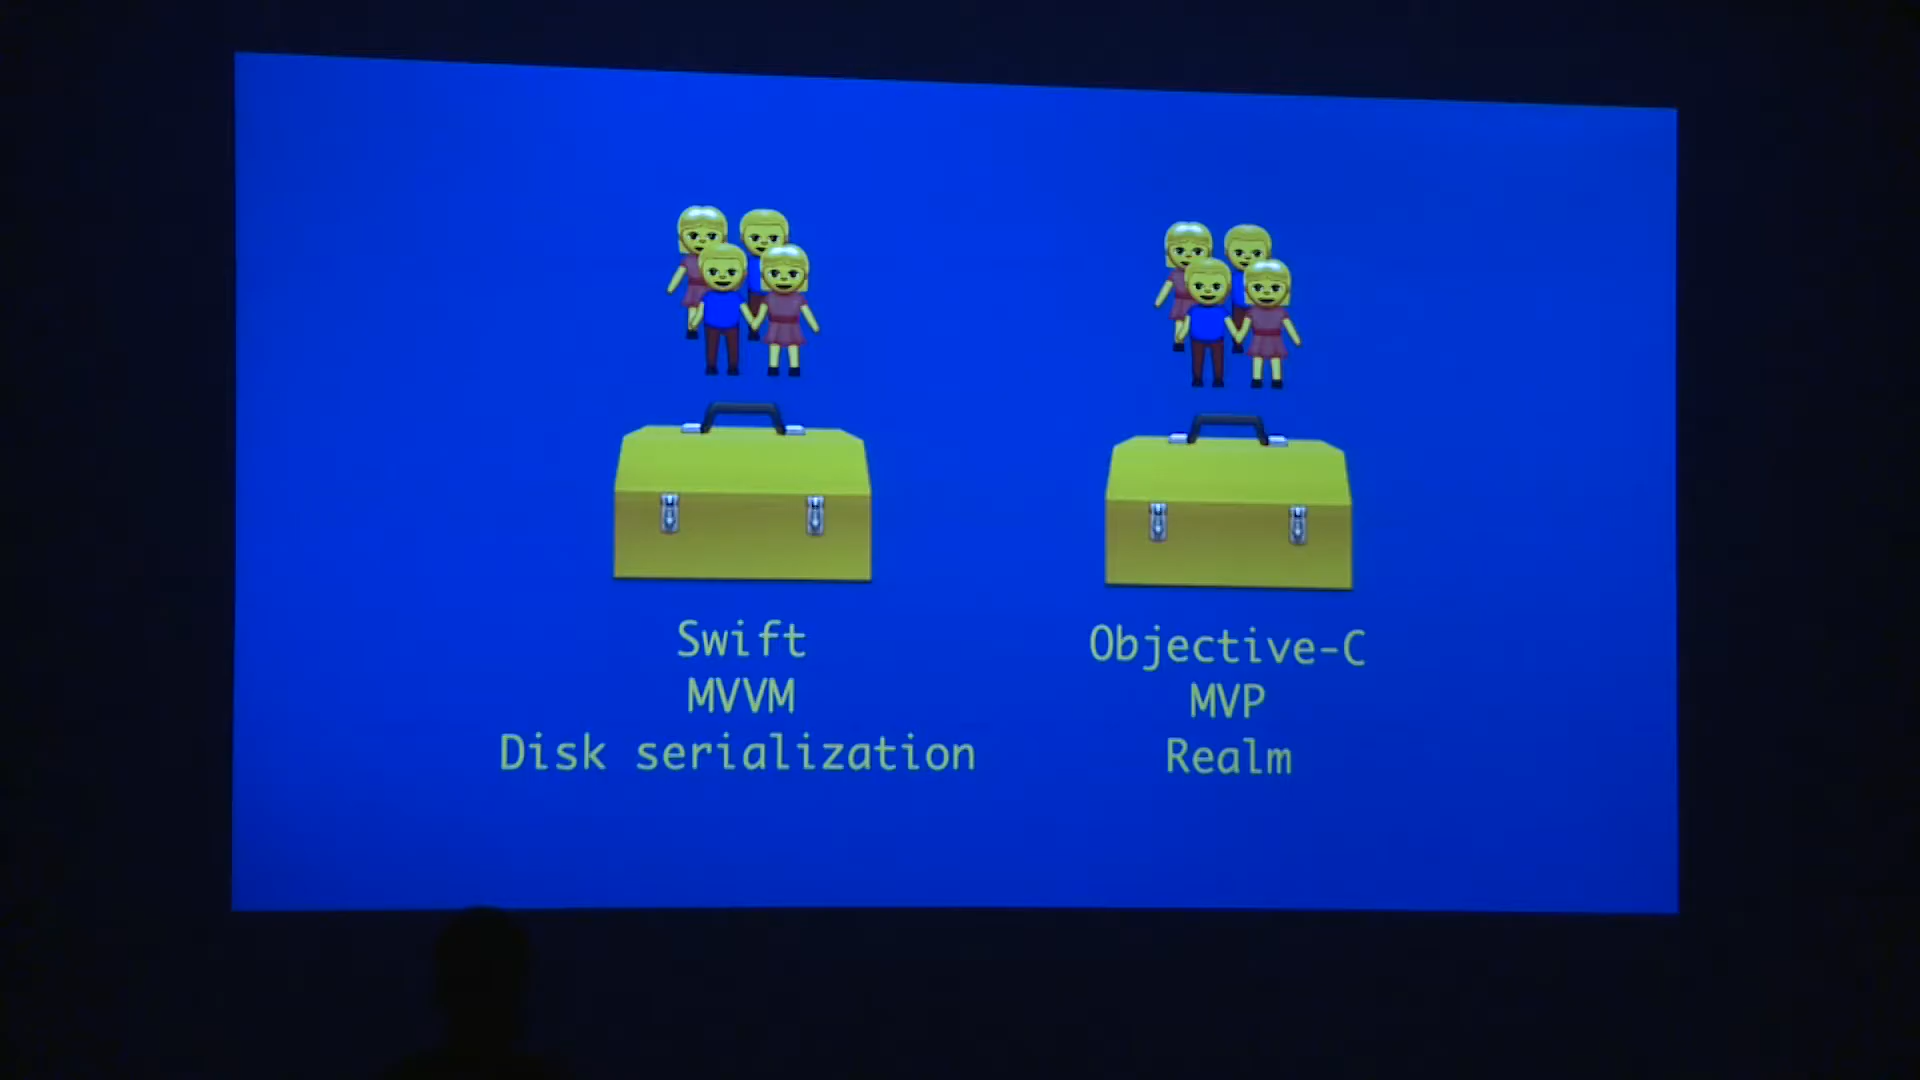 Swift
MVVM
Disk serialization
Objective-C
MVP
Realm